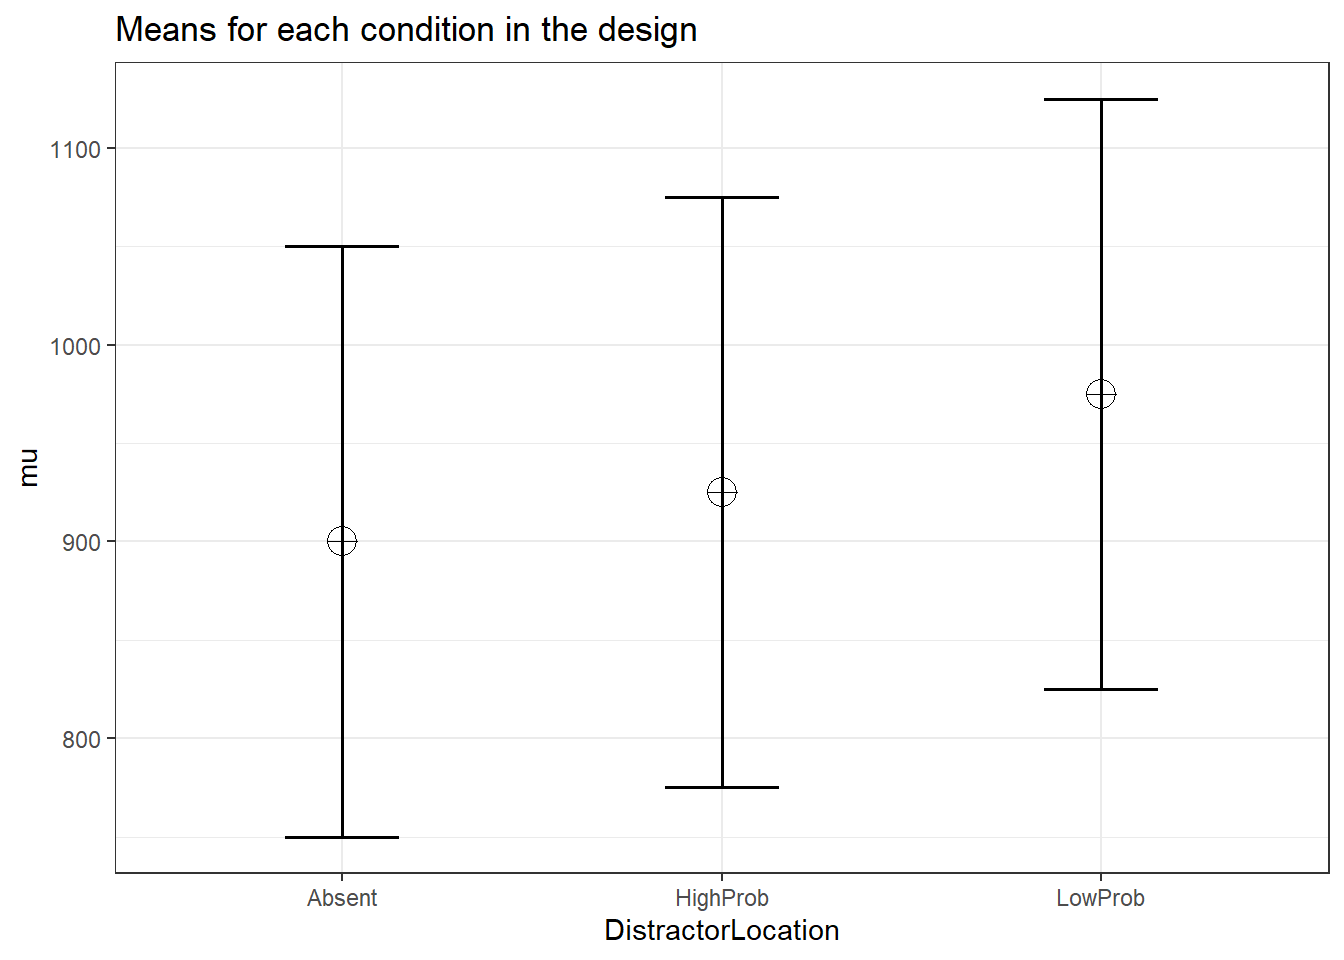 Means for each condition in the design
1100
1000
900
800
mu
Absent
HighProb
LowProb
DistractorLocation